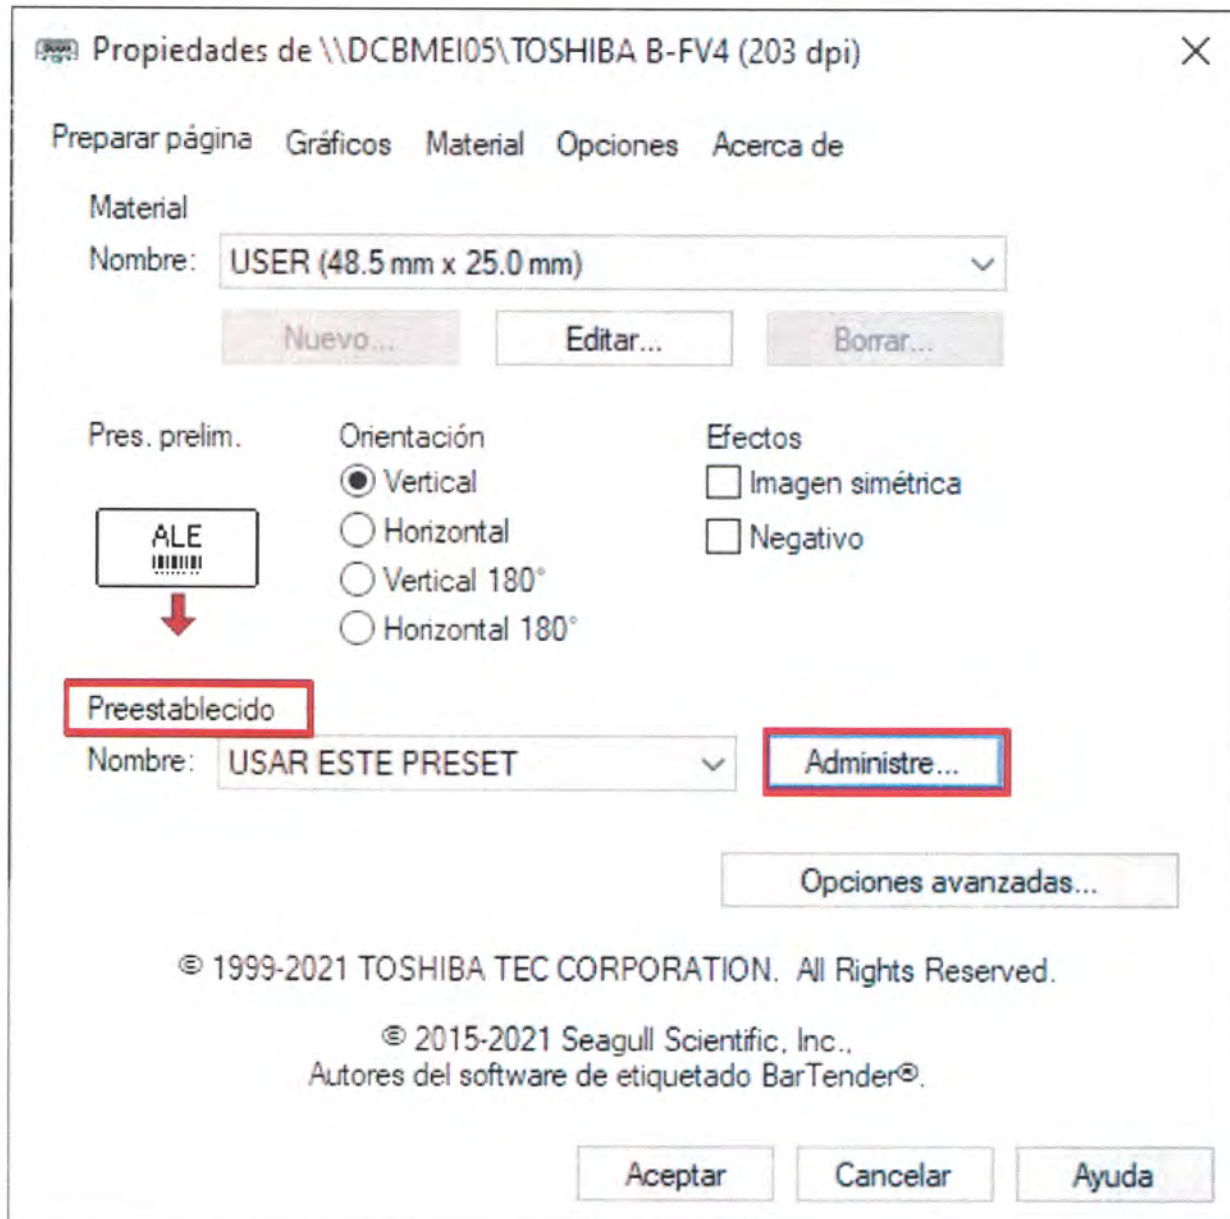 Propiedades de \\DCBMEI05\TOSHIBA B-FV4 (203 dpi)
Preparar página Gráficos Material Opciones Acerca de
Material
Nombre: USER (48.5 mm x 25.0 mm)
Nuevo... Editar... Borrar...
Pres. prelim. Orientación Efectos
Vertical Imagen simétrica
ALE Horizontal Negativo
Vertical 180°
Horizontal 180°
Preestablecido
Nombre: USAR ESTE PRESET Administre...
Opciones avanzadas...
© 1999-2021 TOSHIBA TEC CORPORATION. All Rights Reserved.
© 2015-2021 Seagull Scientific, Inc.,
Autores del software de etiquetado BarTender®.
Aceptar Cancelar Ayuda